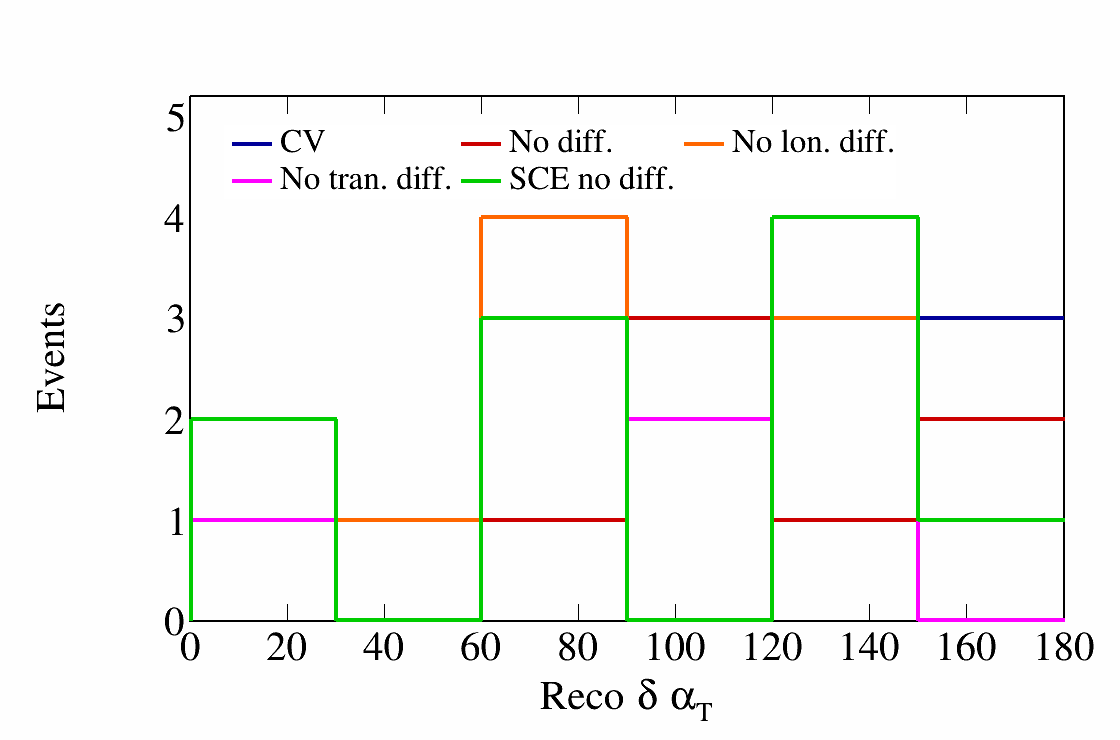 CV No diff. No lon. diff.
No tran. diff. SCE no diff.
5
4
3
2
1
0
Events
0 20 40 60 80 100 120 140 160 180
Reco δ α_T